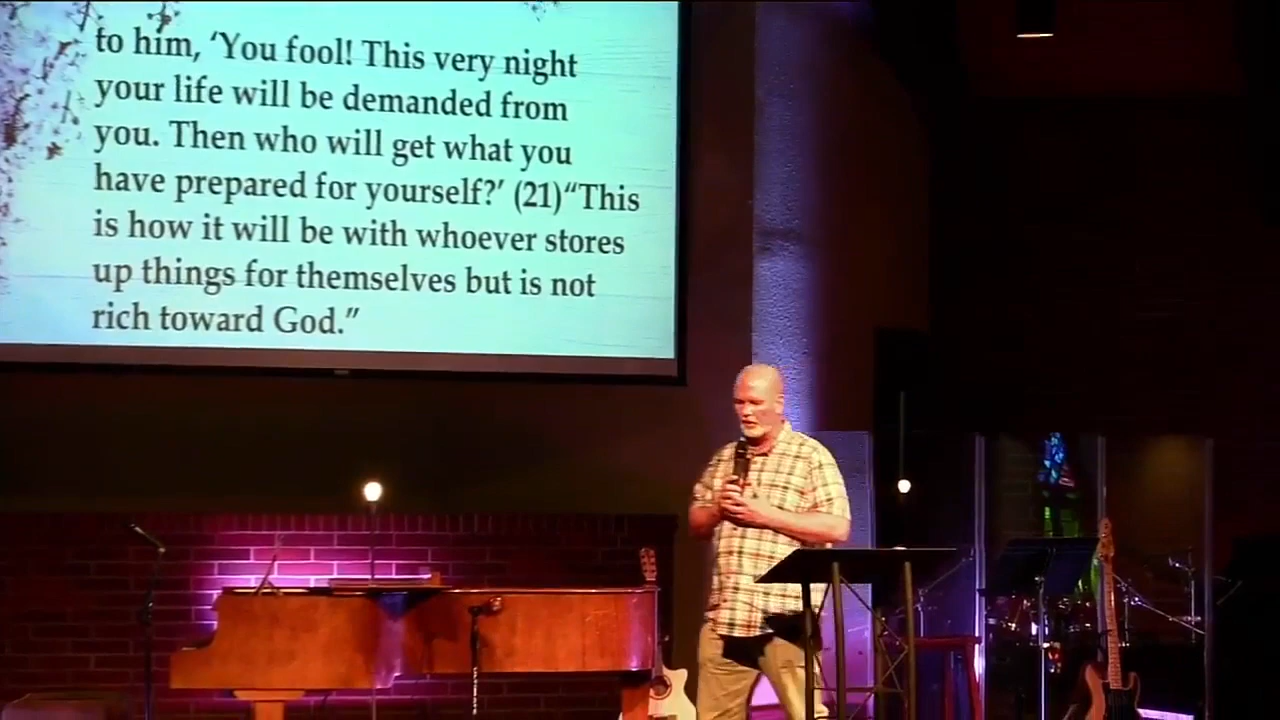 to him, ‘You fool! This very night
your life will be demanded from
you. Then who will get what you
have prepared for yourself?’ (21)“This
is how it will be with whoever stores
up things for themselves but is not
rich toward God.”